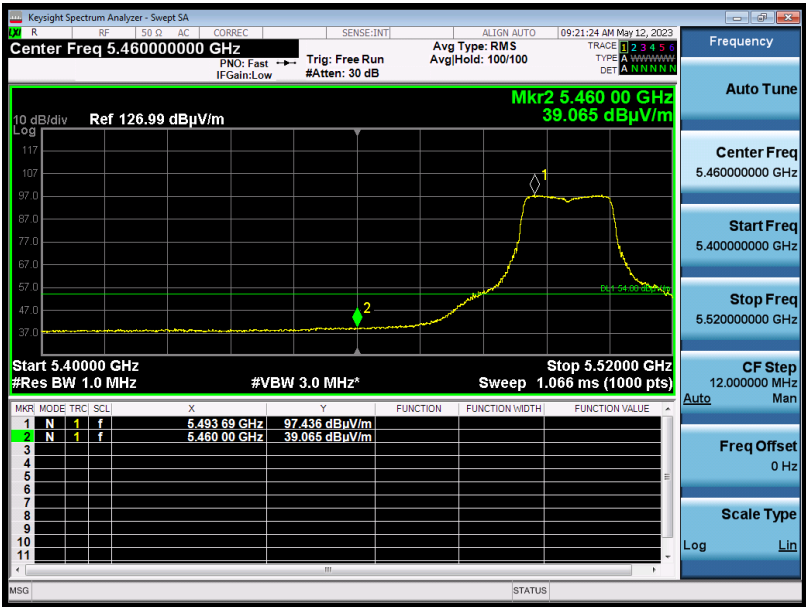 Keysight Spectrum Analyzer - Swept SA
LXI R RF 50 Ω AC CORREC SENSE:INT ALIGN AUTO 09:21:24 AM May 12, 2023
Center Freq 5.460000000 GHz
PNO: Fast
IFGain:Low
Trig: Free Run
#Atten: 30 dB
Avg Type: RMS
Avg|Hold: 100/100
TRACE 1 2 3 4 5 6
TYPE A WWWWW
DET A N N N N N
Mkr2 5.460 00 GHz
39.065 dBµV/m
10 dB/div Ref 126.99 dBµV/m
Log
117
107
97.0
87.0
77.0
67.0
57.0
47.0
37.0
1
2
DL1 54.00 dBµV/m
Start 5.40000 GHz Stop 5.52000 GHz
#Res BW 1.0 MHz #VBW 3.0 MHz* Sweep 1.066 ms (1000 pts)
MKR MODE TRC SCL X Y FUNCTION FUNCTION WIDTH FUNCTION VALUE
1 N 1 f 5.493 69 GHz 97.436 dBµV/m
2 N 1 f 5.460 00 GHz 39.065 dBµV/m
3
4
5
6
7
8
9
10
11
MSG STATUS
Frequency
Auto Tune
Center Freq
5.460000000 GHz
Start Freq
5.400000000 GHz
Stop Freq
5.520000000 GHz
CF Step
12.000000 MHz
Auto Man
Freq Offset
0 Hz
Scale Type
Log Lin